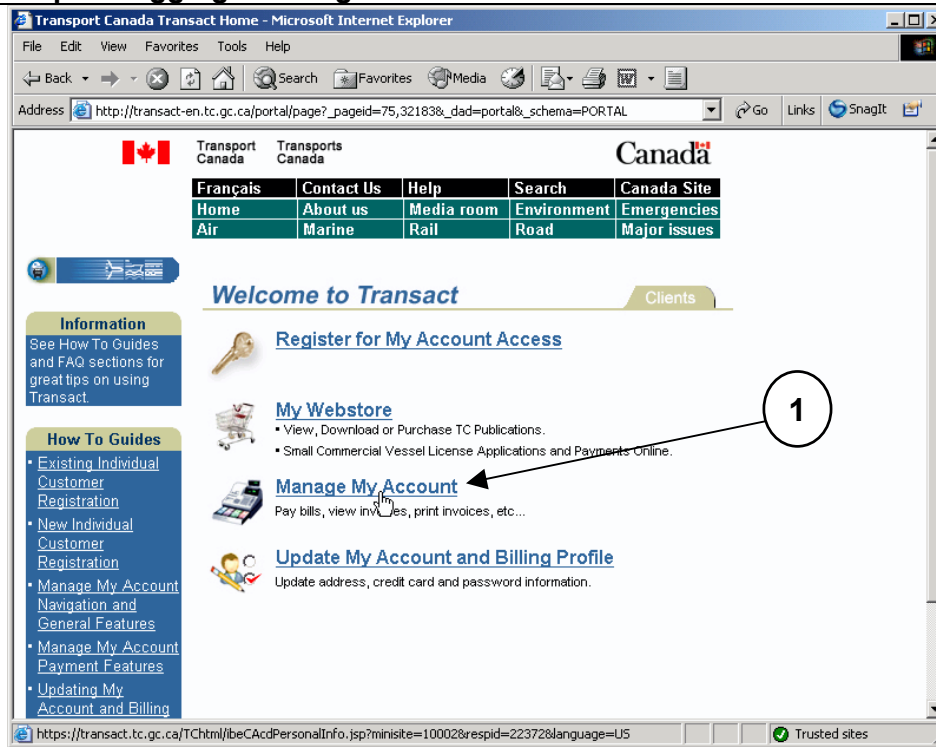 Transport Canada Transact Home - Microsoft Internet Explorer
File Edit View Favorites Tools Help
Back Search Favorites Media
Address http://transact-en.tc.gc.ca/portal/page?_pageid=75,32183&_dad=portal&_schema=PORTAL Go Links SnagIt
Transport Canada Transports Canada Canada
Français Contact Us Help Search Canada Site
Home About us Media room Environment Emergencies
Air Marine Rail Road Major issues
Welcome to Transact Clients
Information
See How To Guides
and FAQ sections for
great tips on using
Transact.
How To Guides
▪ Existing Individual
Customer
Registration
▪ New Individual
Customer
Registration
▪ Manage My Account
Navigation and
General Features
▪ Manage My Account
Payment Features
▪ Updating My
Account and Billing
Register for My Account Access
My Webstore
▪ View, Download or Purchase TC Publications.
▪ Small Commercial Vessel License Applications and Payments Online.
1
Manage My Account
Pay bills, view invoices, print invoices, etc...
Update My Account and Billing Profile
Update address, credit card and password information.
https://transact.tc.gc.ca/TChtml/ibeCAcdPersonalInfo.jsp?minisite=10002&respid=22372&language=US Trusted sites